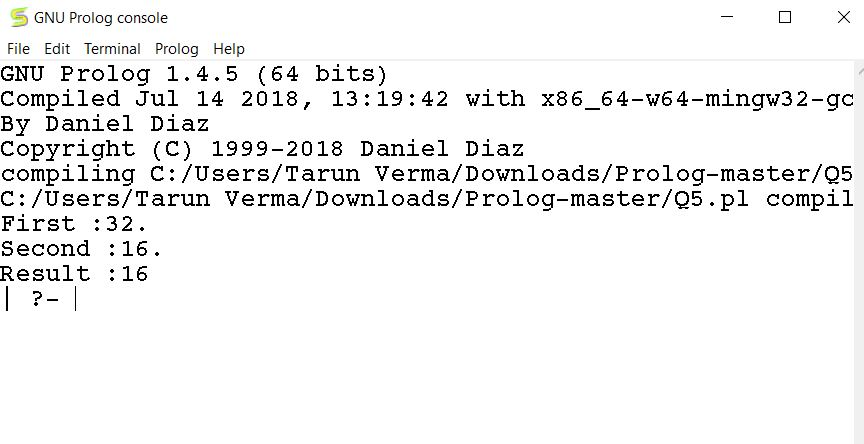 GNU Prolog console
File Edit Terminal Prolog Help
GNU Prolog 1.4.5 (64 bits)
Compiled Jul 14 2018, 13:19:42 with x86_64-w64-mingw32-gc
By Daniel Diaz
Copyright (C) 1999-2018 Daniel Diaz
compiling C:/Users/Tarun Verma/Downloads/Prolog-master/Q5
C:/Users/Tarun Verma/Downloads/Prolog-master/Q5.pl compil
First :32.
Second :16.
Result :16
| ?-